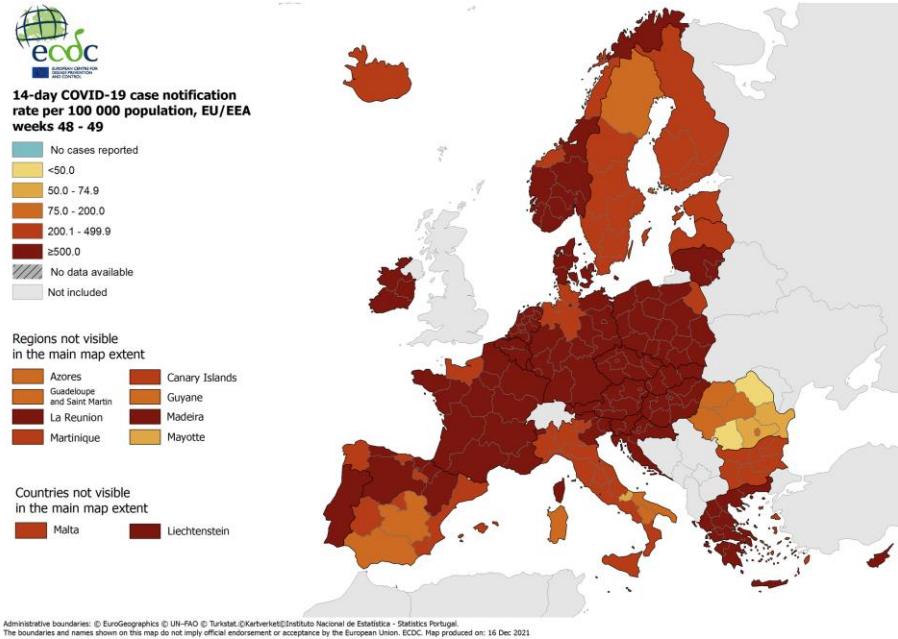 ecdc
EUROPEAN CENTRE FOR
DISEASE PREVENTION
AND CONTROL
14-day COVID-19 case notification
rate per 100 000 population, EU/EEA
weeks 48 - 49
No cases reported
<50.0
50.0 - 74.9
75.0 - 200.0
200.1 - 499.9
≥500.0
No data available
Not included
Regions not visible
in the main map extent
Azores
Canary Islands
Guadeloupe
and Saint Martin
Guyane
La Reunion
Madeira
Martinique
Mayotte
Countries not visible
in the main map extent
Malta
Liechtenstein
Administrative boundaries: © EuroGeographics © UN–FAO © Turkstat.©Kartverket©Instituto Nacional de Estatística - Statistics Portugal.
The boundaries and names shown on this map do not imply official endorsement or acceptance by the European Union. ECDC. Map produced on: 16 Dec 2021